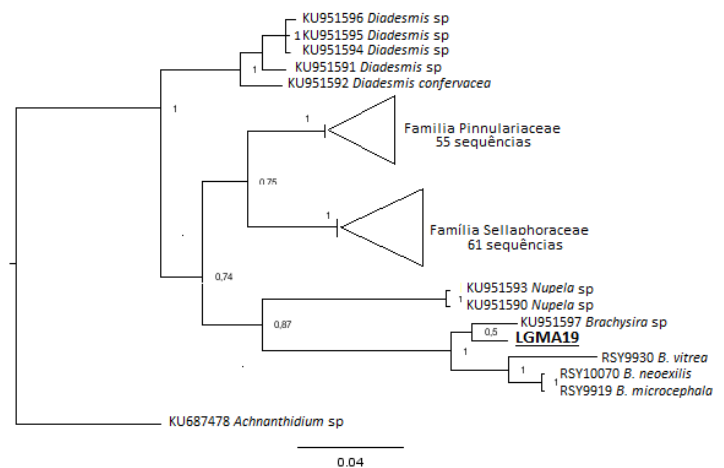 KU951596 Diadesmis sp
1 KU951595 Diadesmis sp
KU951594 Diadesmis sp
1 KU951591 Diadesmis sp
KU951592 Diadesmis confervacea
1
1
Familia Pinnulariaceae
55 sequências
0,75
1
Família Sellaphoraceae
61 sequências
0,74
KU951593 Nupela sp
1
KU951590 Nupela sp
0,87
KU951597 Brachysira sp
0,5
LGMA19
1
RSY9930 B. vitrea
1
RSY10070 B. neoexilis
1
RSY9919 B. microcephala
KU687478 Achnanthidium sp
0.04